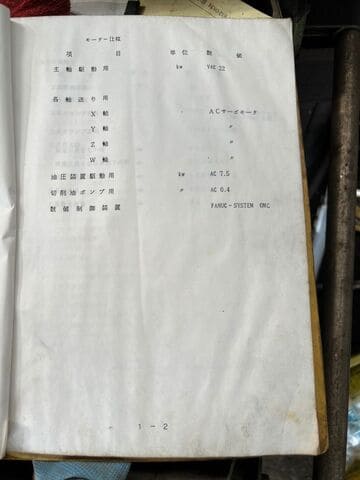 モーター仕様
項目 単位 数値
主軸駆動用 kw VAC 22
各軸送り用
X軸 ACサーボモータ
Y軸 〃
Z軸 〃
W軸 〃
油圧装置駆動用 kw AC 7.5
切削油ポンプ用 〃 AC 0.4
数値制御装置 FANUC-SYSTEM 0MC
1-2